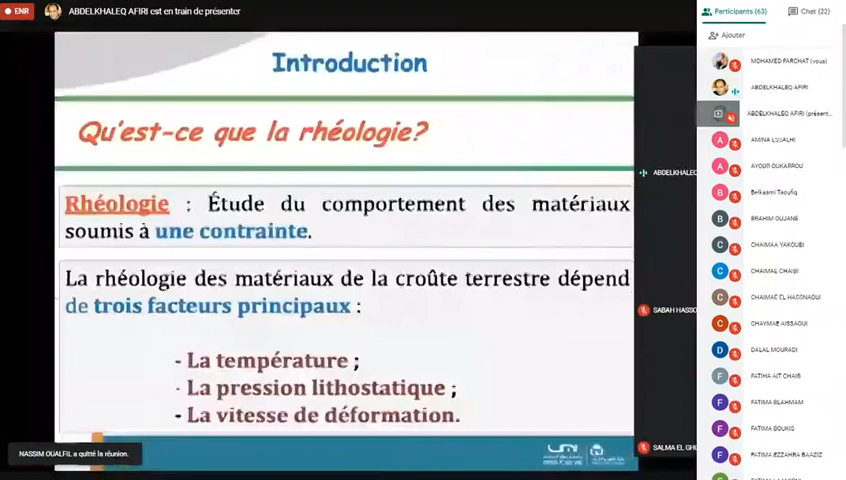 ENR
ABDELKHALEQ AFIRI est en train de présenter
Participants (63)
Chat (22)
Ajouter
Introduction
Qu'est-ce que la rhéologie?
Rhéologie : Étude du comportement des matériaux
soumis à une contrainte.
La rhéologie des matériaux de la croûte terrestre dépend
de trois facteurs principaux :
- La température ;
- La pression lithostatique ;
- La vitesse de déformation.
NASSIM OUALFIL a quitté la réunion.
ABDELKHALEQ
SABAH HASSO
SALMA EL GHO
MOHAMED FARCHAT (vous)
ABDELKHALEQ AFIRI
ABDELKHALEQ AFIRI (présent...
A AMINA ESSALHI
A AYOUB OUKARROU
B Belkasmi Taoufiq
B BRAHIM OUJANE
C CHAIMAA YAKOUBI
C CHAIMAE CHAIBI
C CHAIMAE EL HASSNAOUI
C CHAYMAE AISSAOUI
D DALAL MOURADI
F FATIHA AIT CHAIB
F FATIMA BLAHMAM
F FATIMA BOUKIS
F FATIMA EZZAHRA BAAZIZ